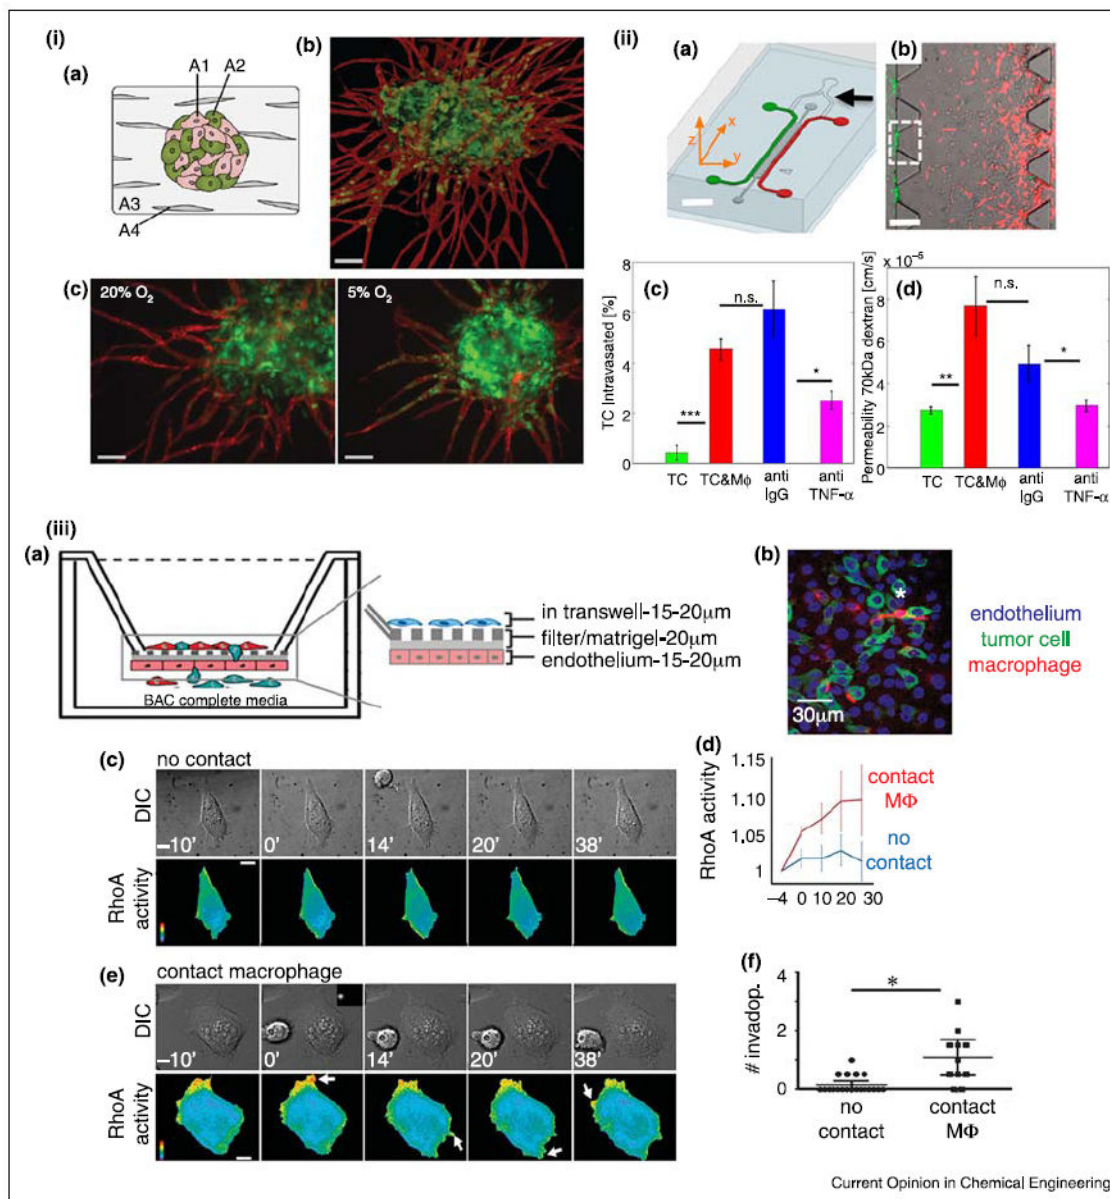 (i)
(a)
A1 A2
A3
A4
(b)
(c)
20% O2
5% O2
(ii)
(a)
z x y
(b)
(c)
TC Intravasated [%]
8
6
4
2
0
***
n.s.
*
TC TC&Mϕ anti IgG anti TNF-α
(d)
x 10⁻⁵
Permeability 70kDa dextran [cm/s]
8
6
4
2
0
**
n.s.
*
TC TC&Mϕ anti IgG anti TNF-α
(iii)
(a)
BAC complete media
in transwell-15-20μm
filter/matrigel-20μm
endothelium-15-20μm
(b)
*
30μm
endothelium
tumor cell
macrophage
(c) no contact
DIC
–10' 0' 14' 20' 38'
RhoA activity
(d)
RhoA activity
1.15
1.10
1,05
1
contact MΦ
no contact
–4 0 10 20 30
(e) contact macrophage
DIC
–10' 0' 14' 20' 38'
RhoA activity
(f)
# invadop.
4
2
0
*
no contact
contact MΦ
Current Opinion in Chemical Engineering